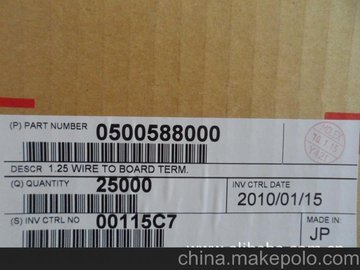 (P) PART NUMBER 0500588000
DESCR 1.25 WIRE TO BOARD TERM.
(Q) QUANTITY 25000
INV CTRL DATE
2010/01/15
(S) INV CTRL NO 00115C7
MADE IN:
JP
china.makepolo.com